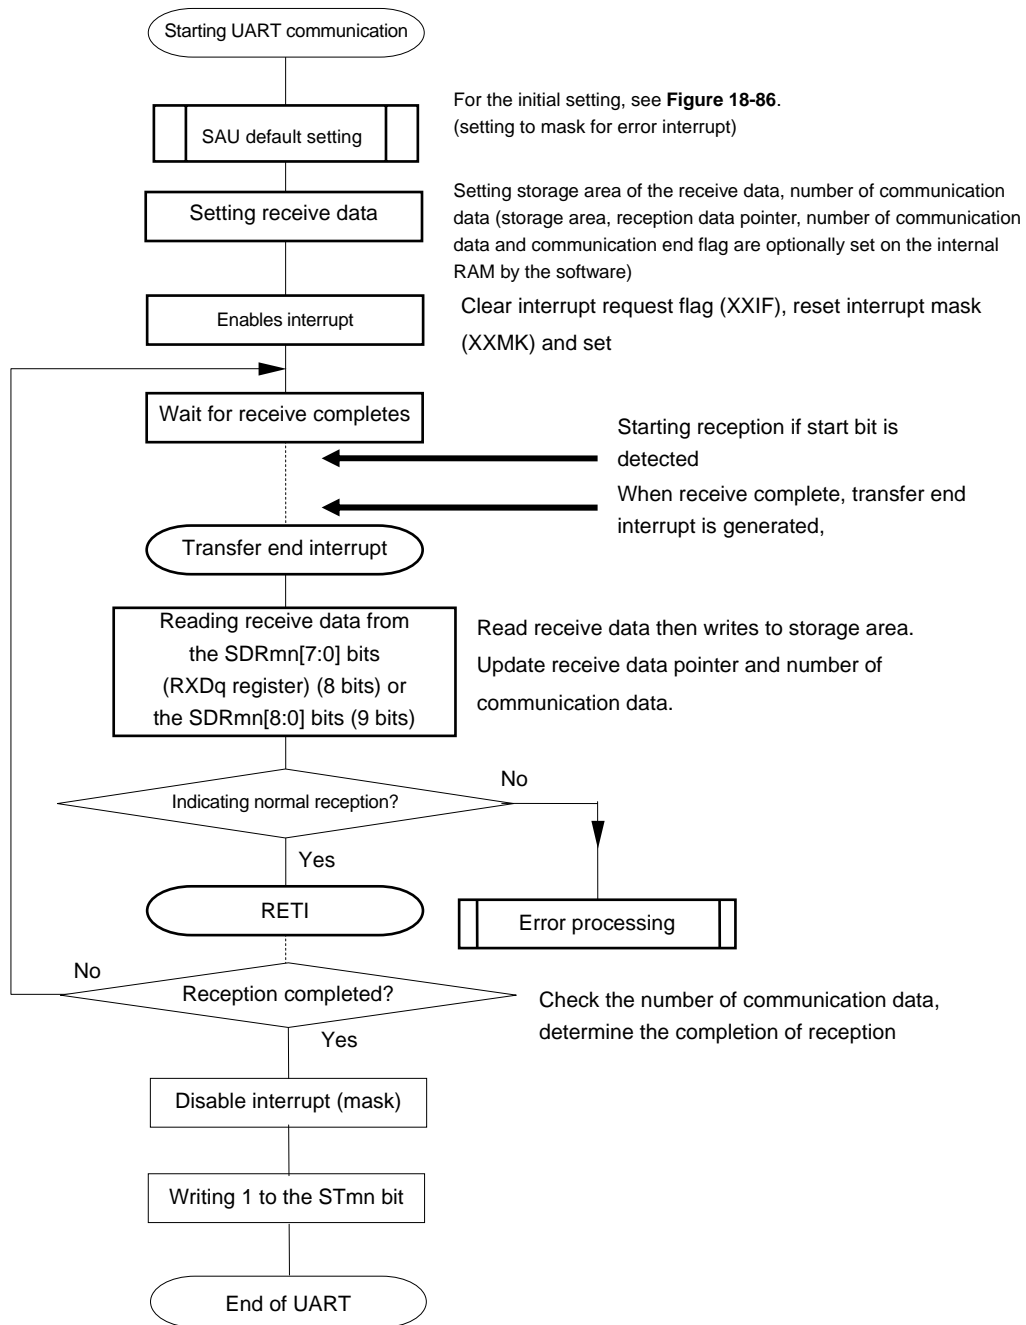 Starting UART communication
For the initial setting, see Figure 18-86.
(setting to mask for error interrupt)
SAU default setting
Setting storage area of the receive data, number of communication
data (storage area, reception data pointer, number of communication
data and communication end flag are optionally set on the internal
RAM by the software)
Setting receive data
Clear interrupt request flag (XXIF), reset interrupt mask
(XXMK) and set
Enables interrupt
Wait for receive completes
Starting reception if start bit is
detected
When receive complete, transfer end
interrupt is generated,
Transfer end interrupt
Reading receive data from
the SDRmn[7:0] bits
(RXDq register) (8 bits) or
the SDRmn[8:0] bits (9 bits)
Read receive data then writes to storage area.
Update receive data pointer and number of
communication data.
No
Indicating normal reception?
Yes
RETI
Error processing
No
Reception completed?
Check the number of communication data,
determine the completion of reception
Yes
Disable interrupt (mask)
Writing 1 to the STmn bit
End of UART